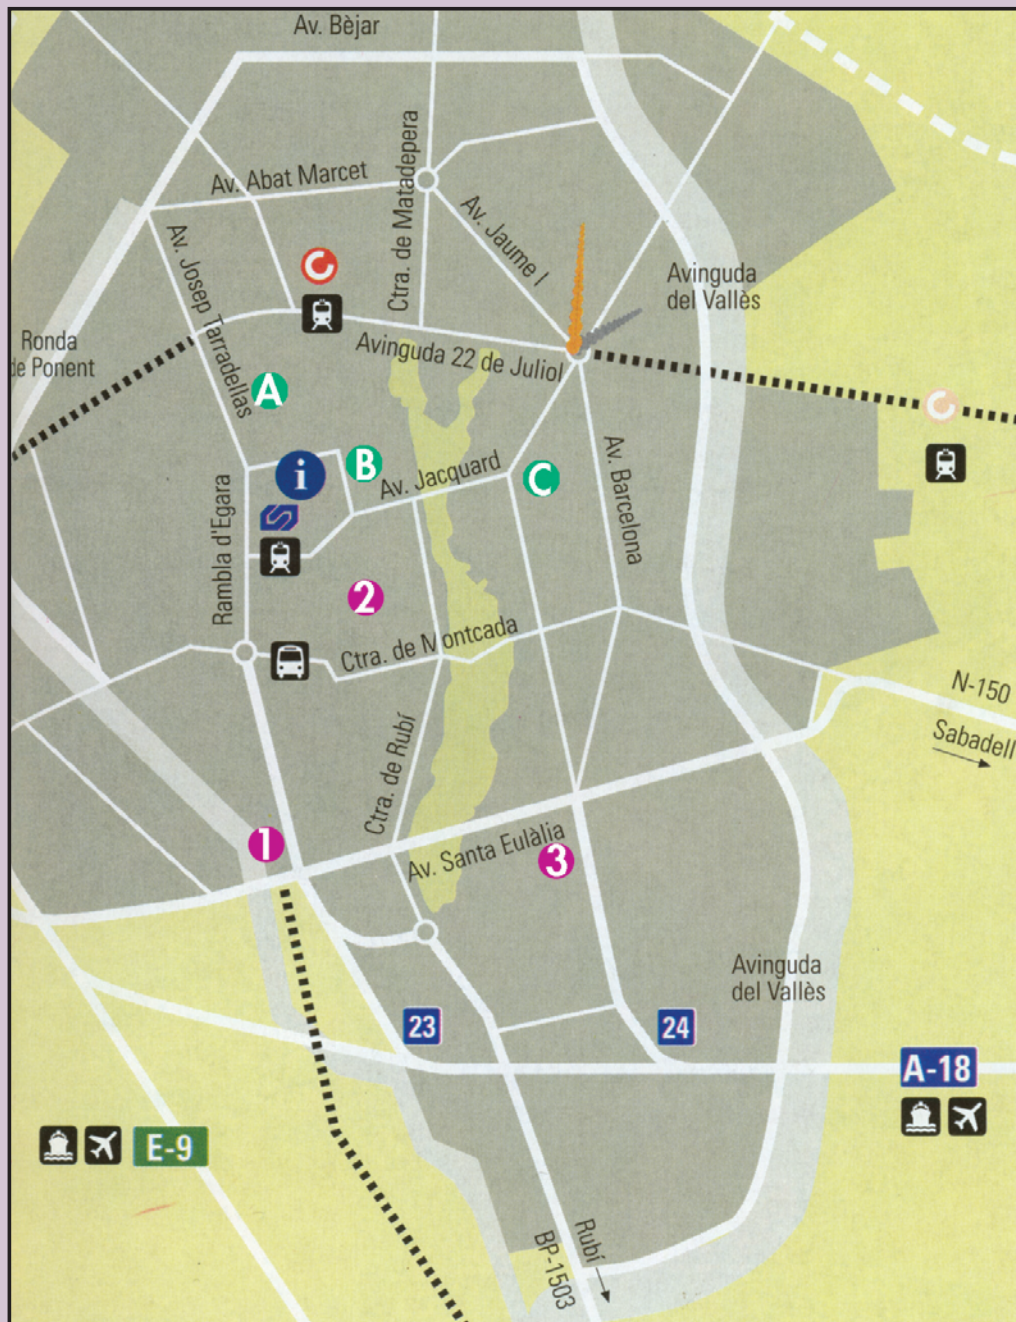 Av. Bèjar
Av. Abat Marcet
Ctra. de Matadepera
Av. Jaume I
Av. Josep Tarradellas
Avinguda
del Vallès
Ronda
de Ponent
Avinguda 22 de Juliol
A
B
i
Av. Jacquard
C
Av. Barcelona
Rambla d'Egara
2
Ctra. de Montcada
N-150
Sabadell
Ctra. de Rubí
1
Av. Santa Eulàlia
3
Avinguda
del Vallès
23
24
A-18
E-9
Rubí
BP-1503